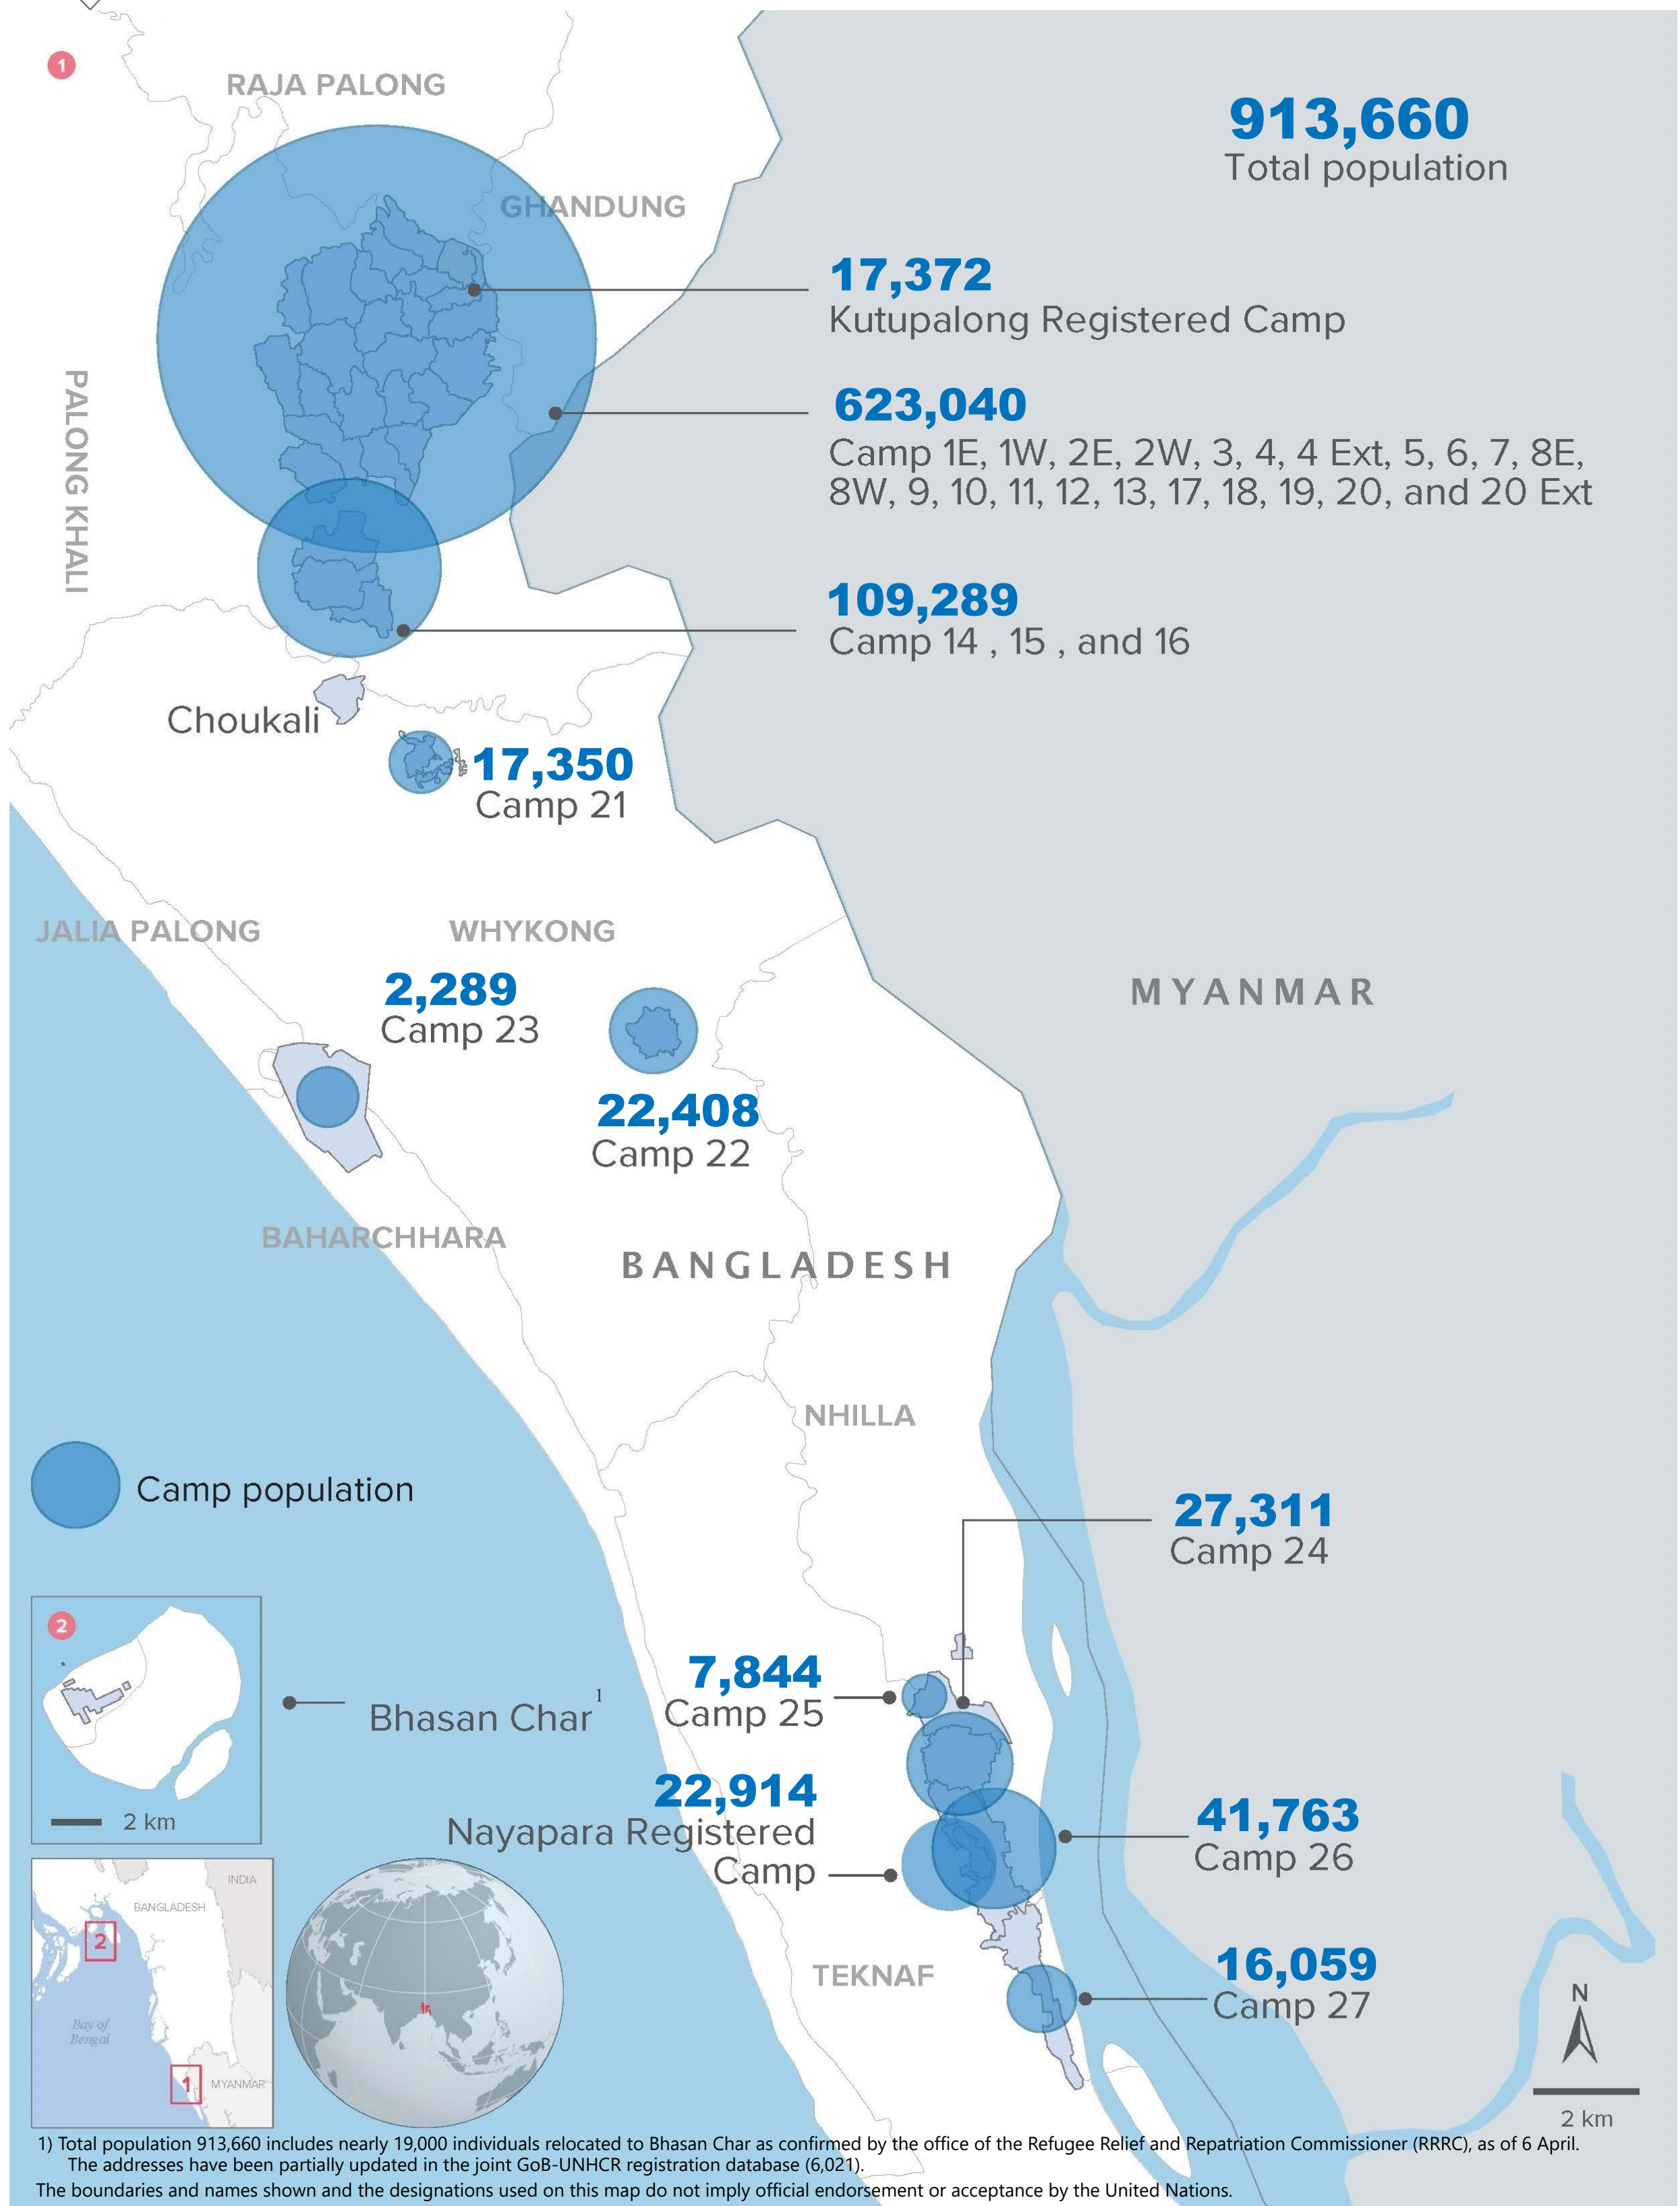 1
RAJA PALONG
913,660
Total population
GHANDUNG
17,372
Kutupalong Registered Camp
PALONG KHALI
623,040
Camp 1E, 1W, 2E, 2W, 3, 4, 4 Ext, 5, 6, 7, 8E,
8W, 9, 10, 11, 12, 13, 17, 18, 19, 20, and 20 Ext
109,289
Camp 14 , 15 , and 16
Choukali
17,350
Camp 21
JALIA PALONG
WHYKONG
2,289
Camp 23
MYANMAR
22,408
Camp 22
BAHARCHHARA
BANGLADESH
NHILLA
Camp population
27,311
Camp 24
2
7,844
Camp 25
Bhasan Char 1
22,914
Nayapara Registered
Camp
2 km
41,763
Camp 26
INDIA
BANGLADESH
2
TEKNAF
16,059
Camp 27
Bay of
Bengal
1
MYANMAR
N
2 km
1) Total population 913,660 includes nearly 19,000 individuals relocated to Bhasan Char as confirmed by the office of the Refugee Relief and Repatriation Commissioner (RRRC), as of 6 April.
The addresses have been partially updated in the joint GoB-UNHCR registration database (6,021).
The boundaries and names shown and the designations used on this map do not imply official endorsement or acceptance by the United Nations.